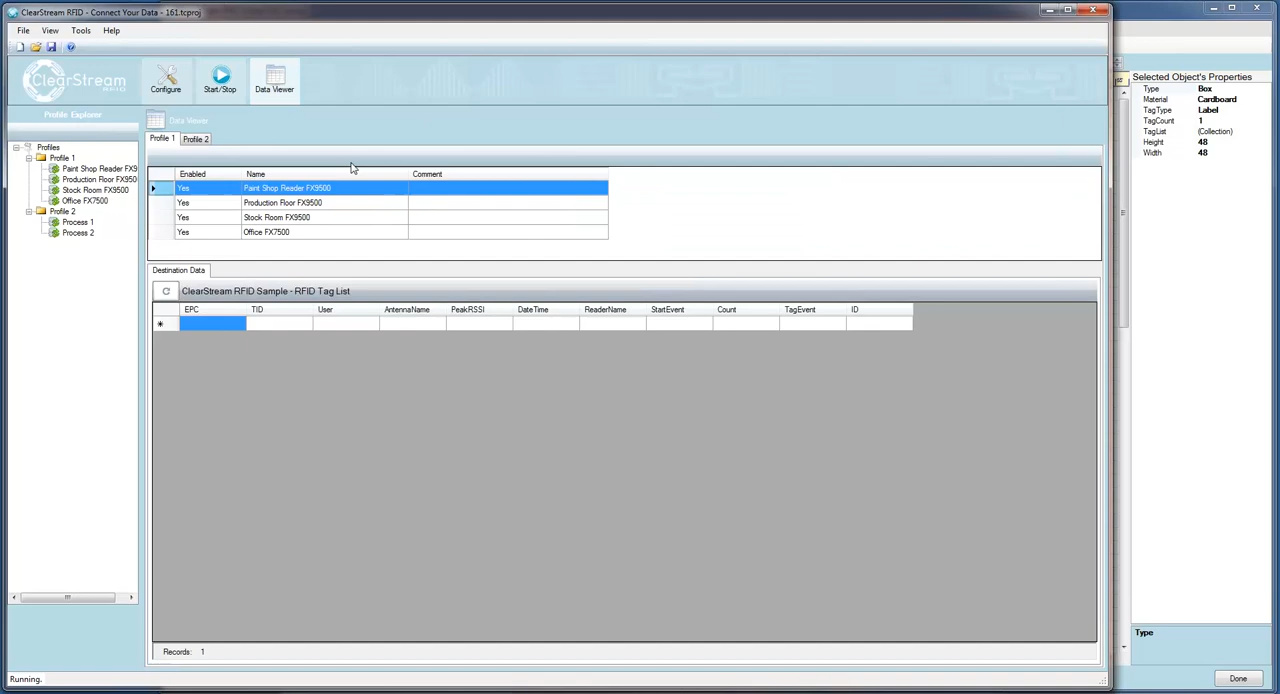 ClearStream RFID - Connect Your Data - 161.tcproj
File View Tools Help
ClearStream
RFID
Configure Start/Stop Data Viewer
Profile Explorer
Profiles
Profile 1
Paint Shop Reader FX9
Production Floor FX950
Stock Room FX9500
Office FX7500
Profile 2
Process 1
Process 2
Data Viewer
Profile 1 Profile 2
Enabled Name Comment
Yes Paint Shop Reader FX9500
Yes Production Floor FX9500
Yes Stock Room FX9500
Yes Office FX7500
Destination Data
ClearStream RFID Sample - RFID Tag List
EPC TID User AntennaName PeakRSSI DateTime ReaderName StartEvent Count TagEvent ID
Records: 1
Running.
Selected Object's Properties
Type Box
Material Cardboard
TagType Label
TagCount 1
TagList (Collection)
Height 48
Width 48
Type
Done